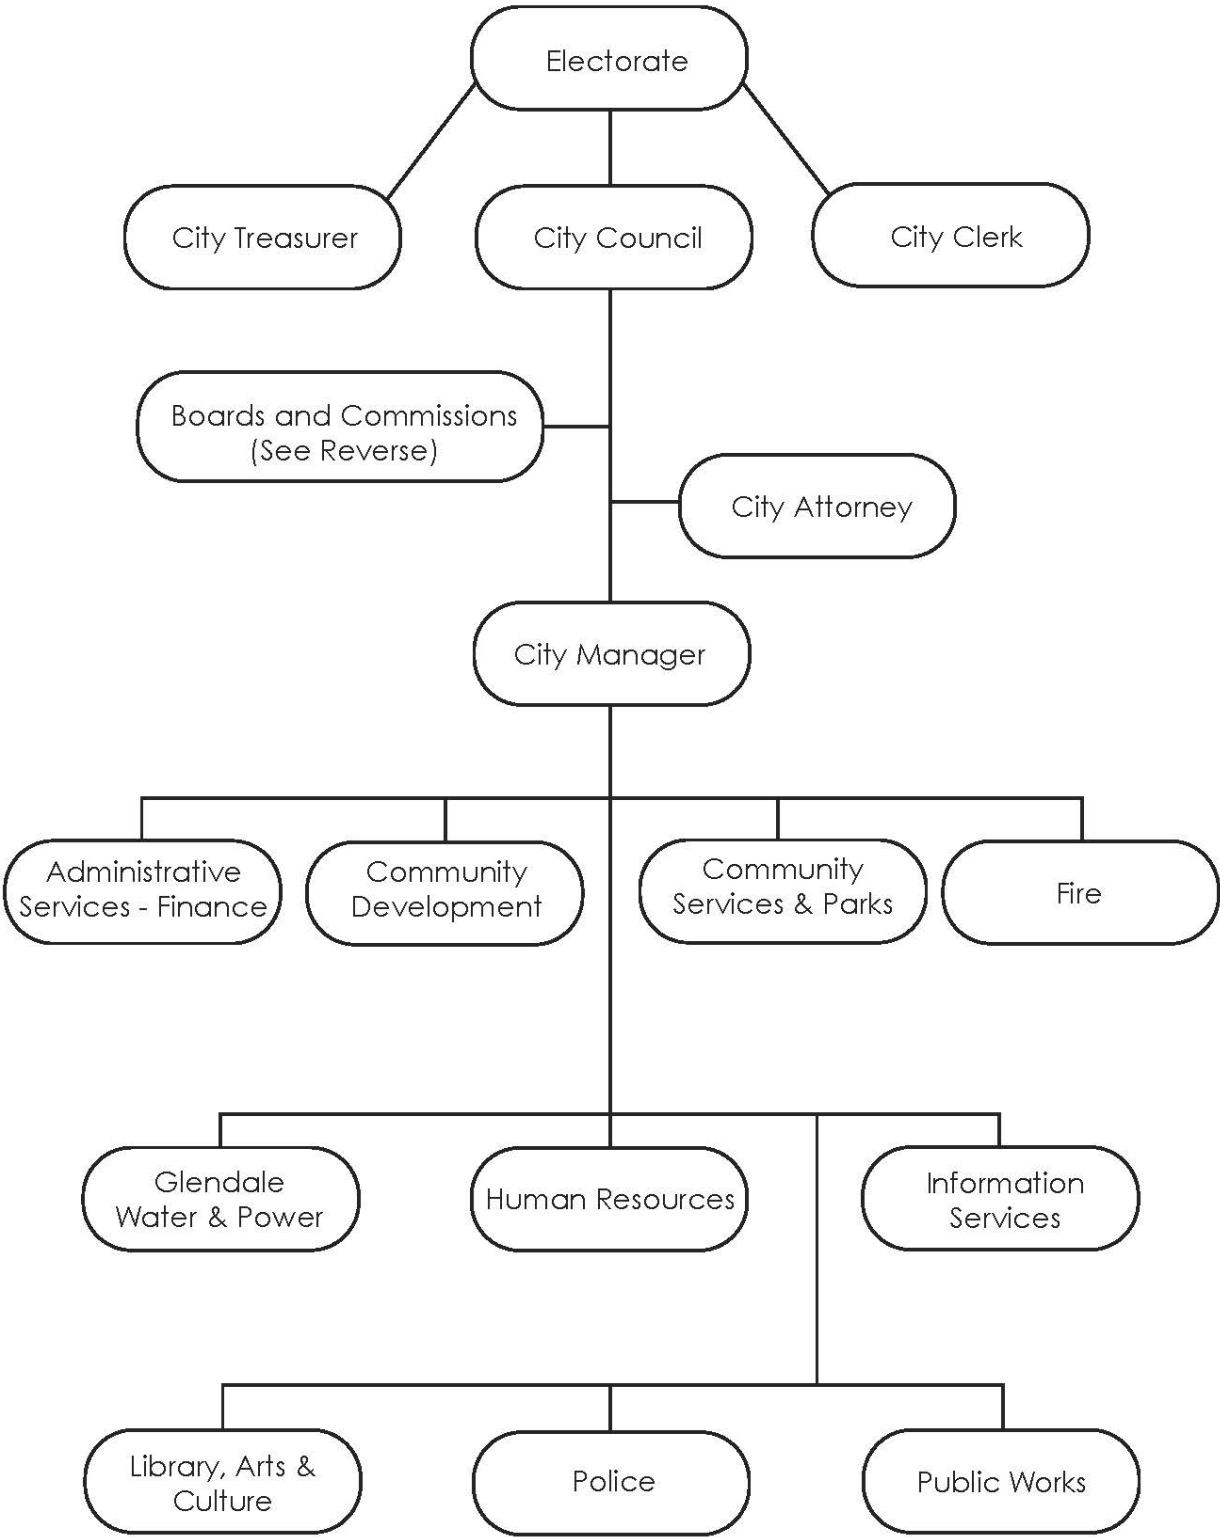 Electorate
City Treasurer
City Council
City Clerk
Boards and Commissions
(See Reverse)
City Attorney
City Manager
Administrative
Services - Finance
Community
Development
Community
Services & Parks
Fire
Glendale
Water & Power
Human Resources
Information
Services
Library, Arts &
Culture
Police
Public Works